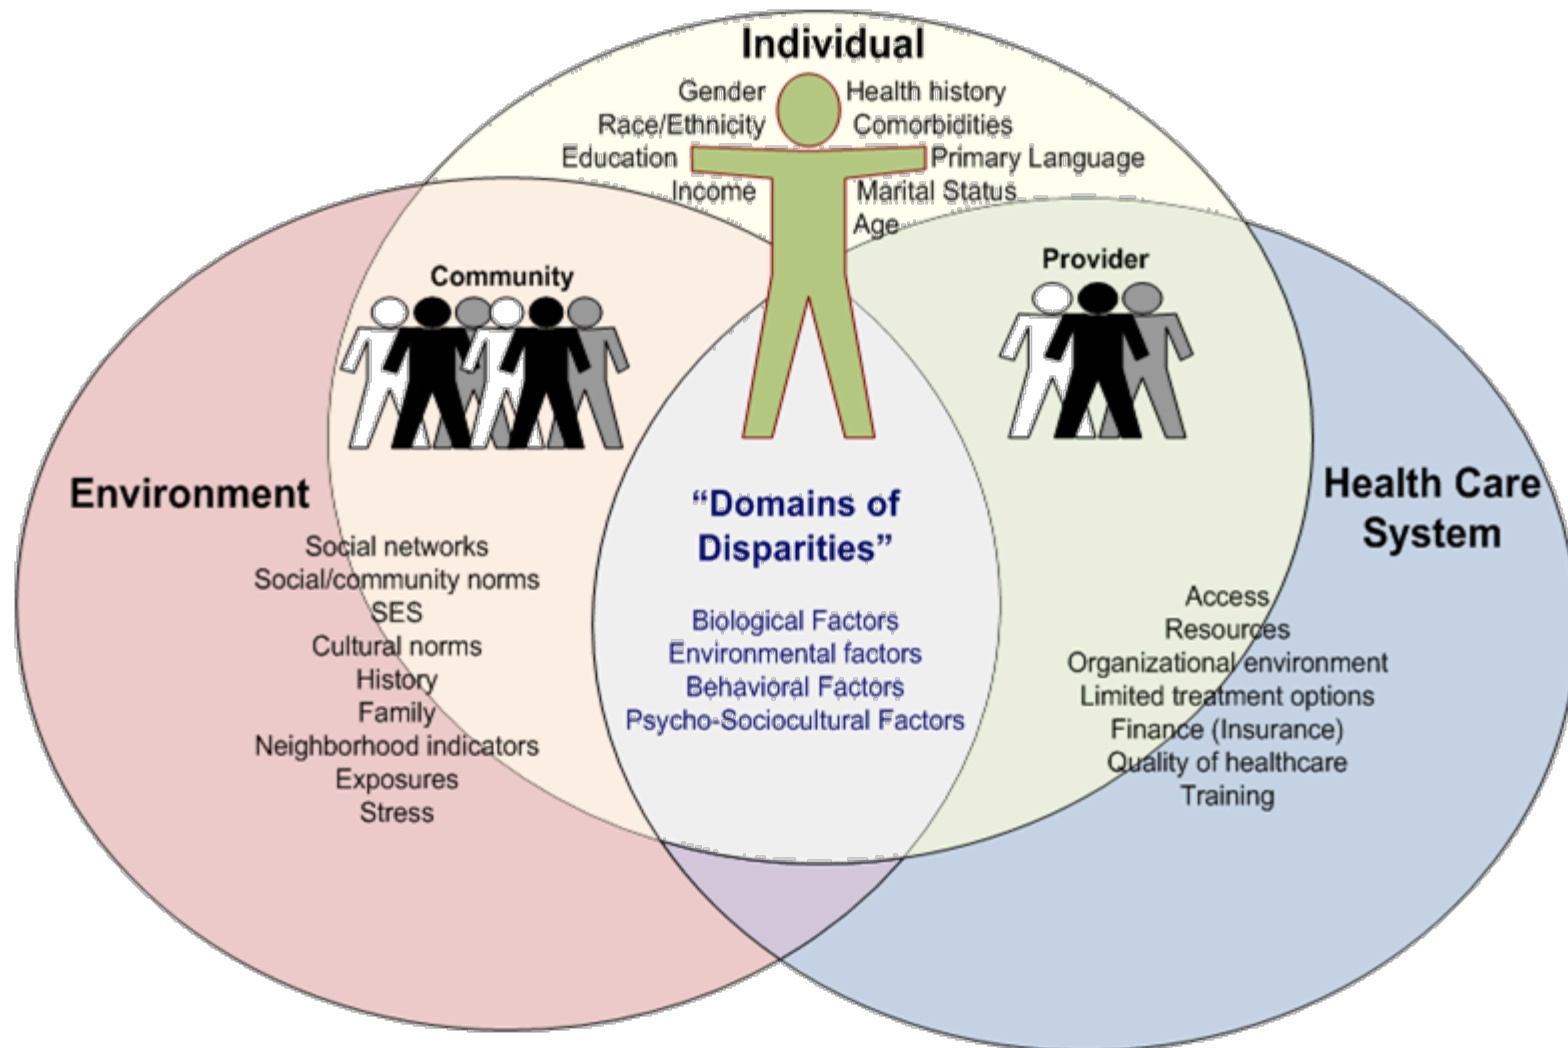 Individual
Gender
Race/Ethnicity
Education
Income
Health history
Comorbidities
Primary Language
Marital Status
Age
Community
Provider
Environment
Social networks
Social/community norms
SES
Cultural norms
History
Family
Neighborhood indicators
Exposures
Stress
“Domains of
Disparities”
Biological Factors
Environmental factors
Behavioral Factors
Psycho-Sociocultural Factors
Health Care
System
Access
Resources
Organizational environment
Limited treatment options
Finance (Insurance)
Quality of healthcare
Training